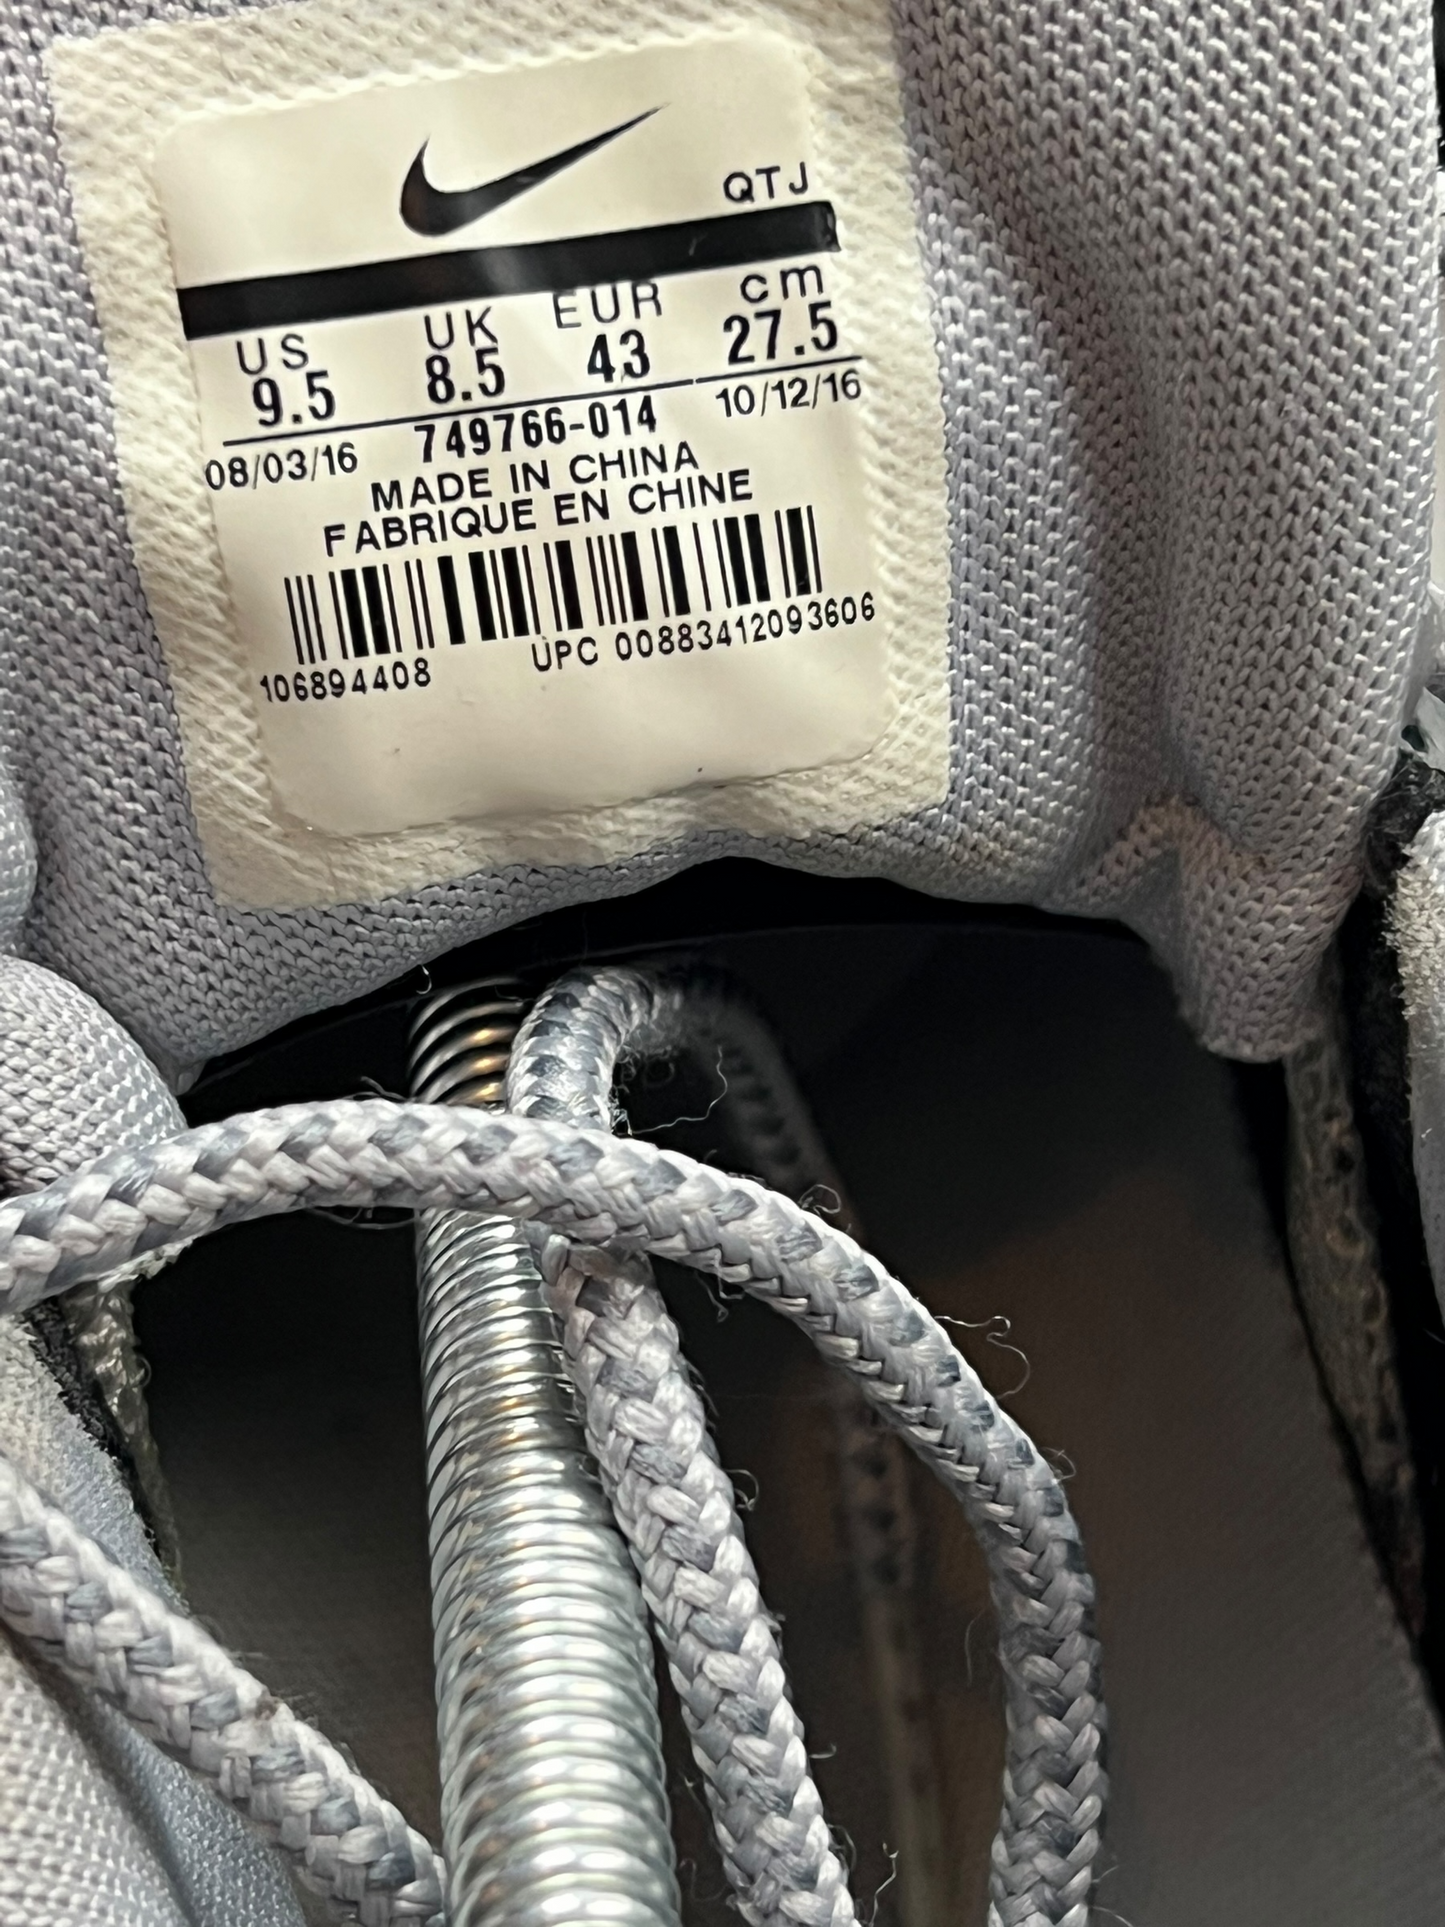 QTJ
US UK EUR cm
9.5 8.5 43 27.5
08/03/16 749766-014 10/12/16
MADE IN CHINA
FABRIQUE EN CHINE
106894408 UPC 00883412093606